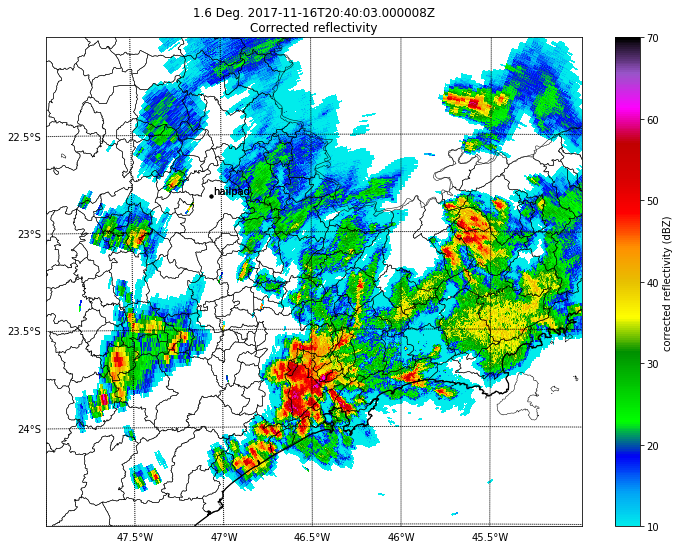 1.6 Deg. 2017-11-16T20:40:03.000008Z
Corrected reflectivity
70
60
50
40
30
20
10
corrected reflectivity (dBZ)
22.5°S
23°S
23.5°S
24°S
hailpad
47.5°W
47°W
46.5°W
46°W
45.5°W